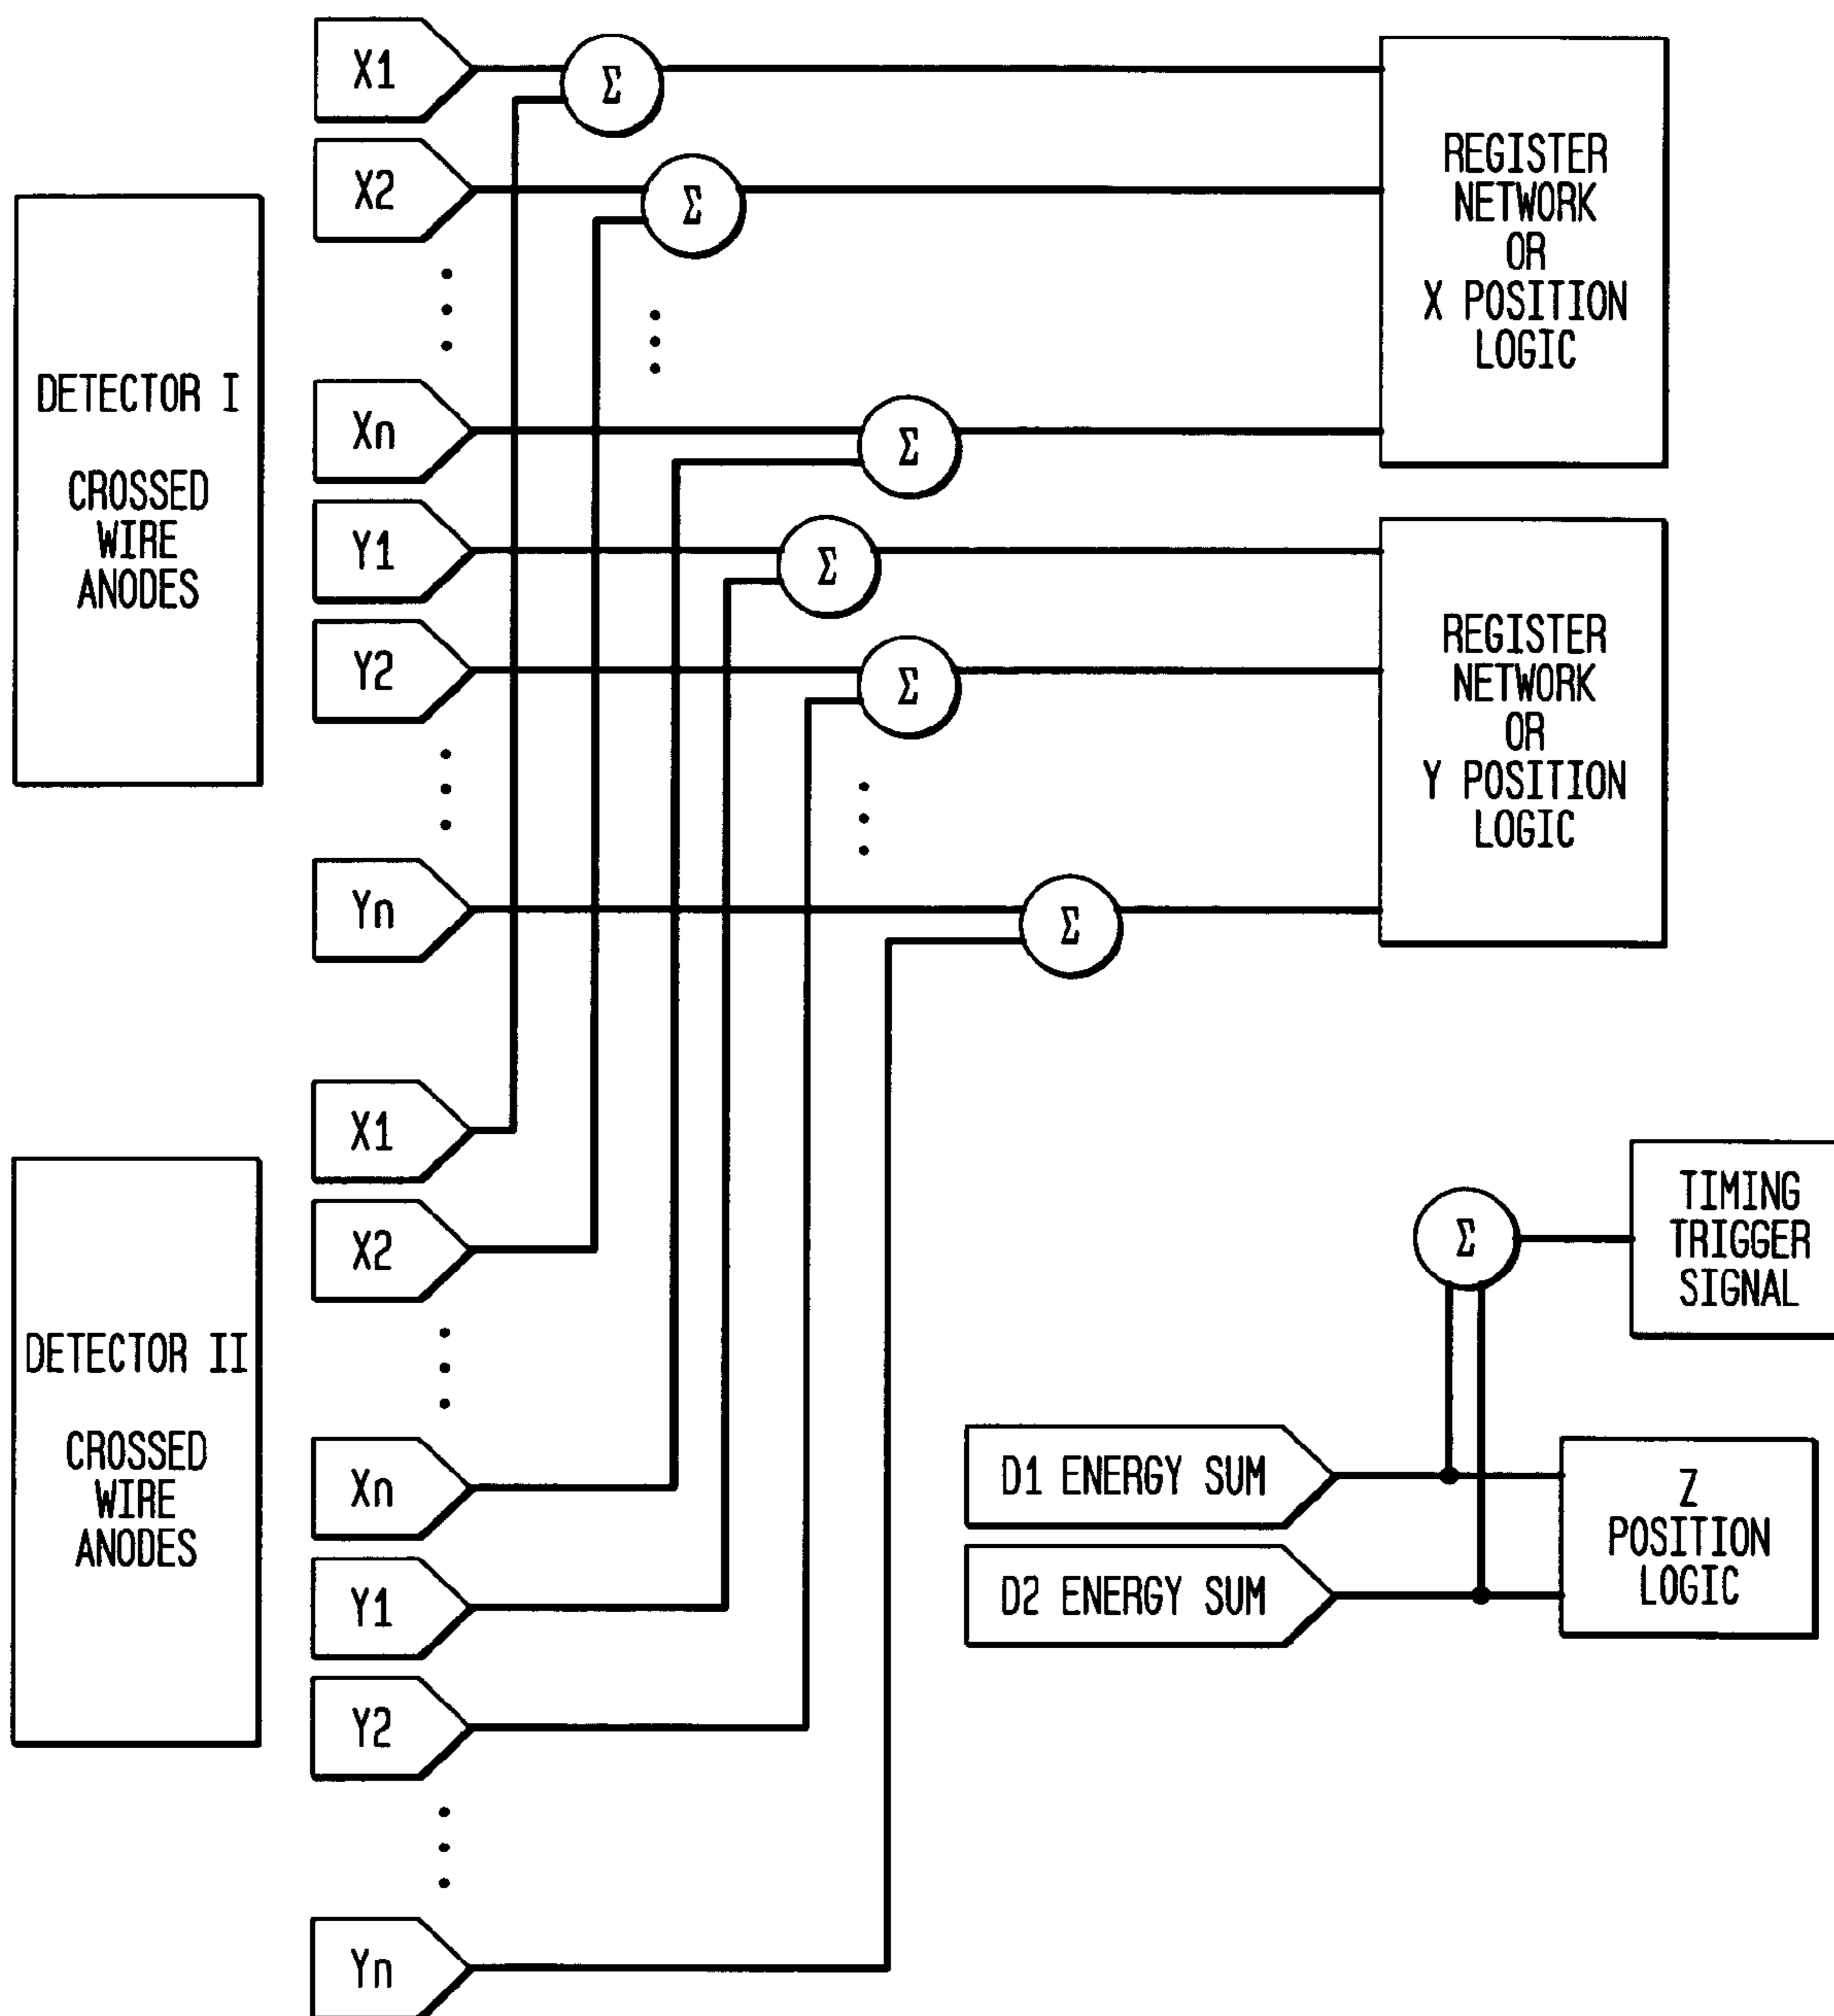 X1
Σ
X2
Σ
REGISTER
NETWORK
OR
X POSITION
LOGIC
DETECTOR I
CROSSED
WIRE
ANODES
Xn
Σ
Y1
Σ
Y2
Σ
REGISTER
NETWORK
OR
Y POSITION
LOGIC
Yn
Σ
X1
X2
DETECTOR II
CROSSED
WIRE
ANODES
Xn
Y1
Y2
Yn
Σ
TIMING
TRIGGER
SIGNAL
D1 ENERGY SUM
D2 ENERGY SUM
Z
POSITION
LOGIC